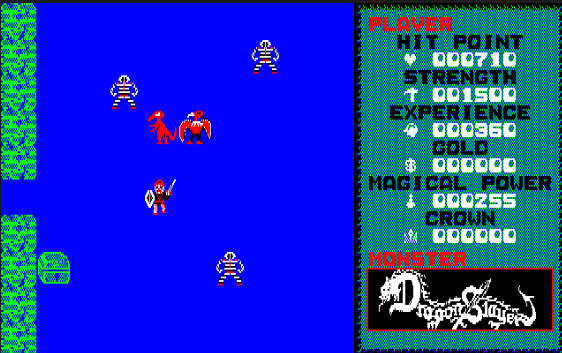 PLAYER
HIT POINT
000710
STRENGTH
001500
EXPERIENCE
000360
GOLD
000000
MAGICAL POWER
000255
CROWN
000000
MONSTER
Dragon Slayer